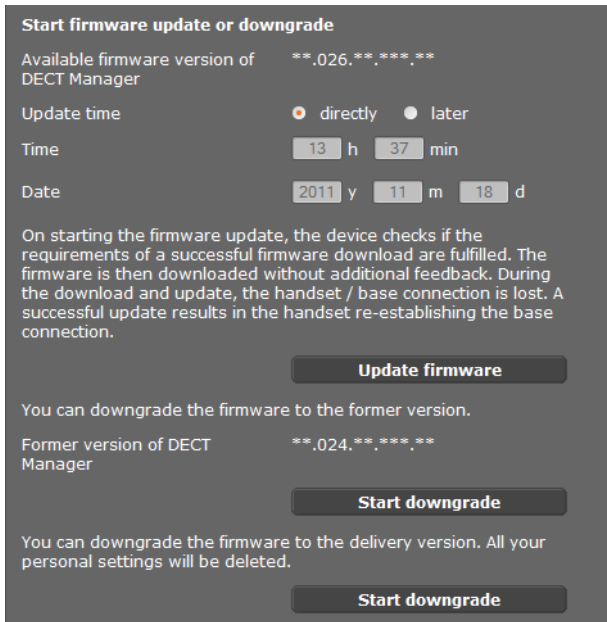 Start firmware update or downgrade
Available firmware version of **.026.**.***.**
DECT Manager
Update time directly later
Time 13 h 37 min
Date 2011 y 11 m 18 d
On starting the firmware update, the device checks if the
requirements of a successful firmware download are fulfilled. The
firmware is then downloaded without additional feedback. During
the download and update, the handset / base connection is lost. A
successful update results in the handset re-establishing the base
connection.
Update firmware
You can downgrade the firmware to the former version.
Former version of DECT **.024.**.***.**
Manager
Start downgrade
You can downgrade the firmware to the delivery version. All your
personal settings will be deleted.
Start downgrade